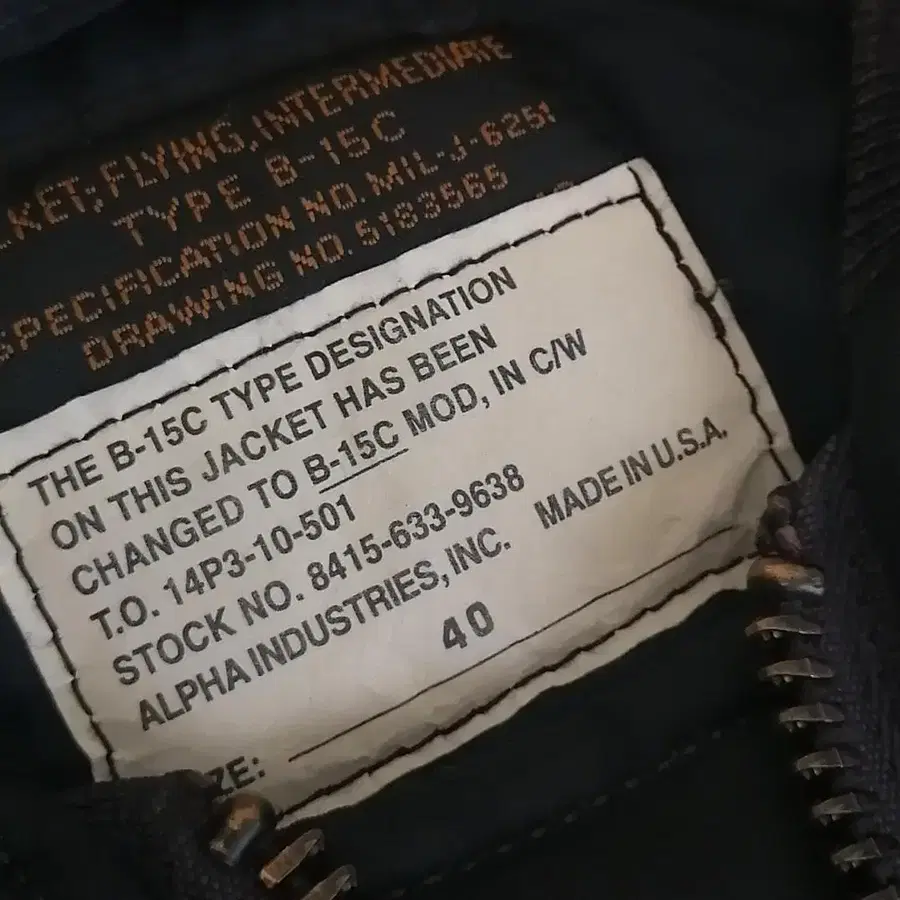 KET, FLYING, INTERMEDIATE
TYPE B-15C
SPECIFICATION NO. MIL-J-6251
DRAWING NO. 5183565
THE B-15C TYPE DESIGNATION
ON THIS JACKET HAS BEEN
CHANGED TO B-15C MOD, IN C/W
T.O. 14P3-10-501
STOCK NO. 8415-633-9638
ALPHA INDUSTRIES, INC. MADE IN U.S.A.
40
ZE: